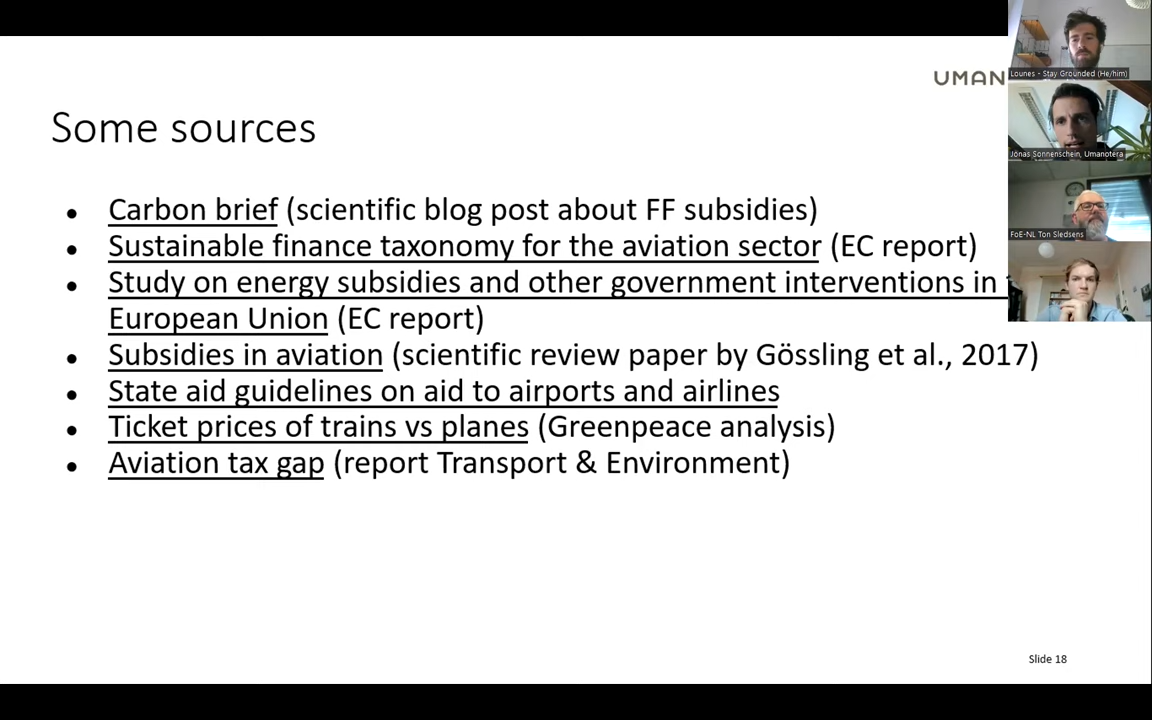 UMAN
Lounes - Stay Grounded (He/him)
Some sources
Jonas Sonnenschein, Umanotera
• Carbon brief (scientific blog post about FF subsidies)
FoE-NL Ton Sledsens
• Sustainable finance taxonomy for the aviation sector (EC report)
• Study on energy subsidies and other government interventions in
European Union (EC report)
• Subsidies in aviation (scientific review paper by Gössling et al., 2017)
• State aid guidelines on aid to airports and airlines
• Ticket prices of trains vs planes (Greenpeace analysis)
• Aviation tax gap (report Transport & Environment)
Slide 18